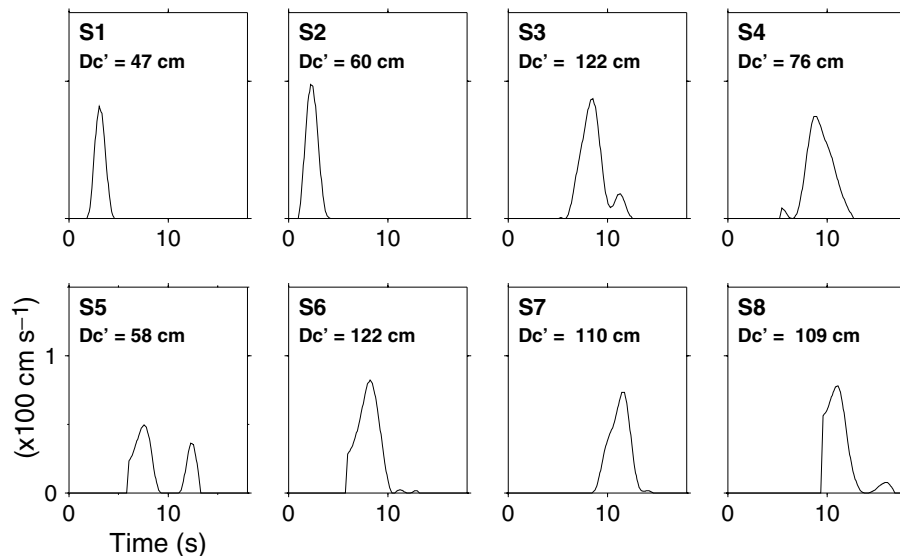 S1
Dc' = 47 cm
S2
Dc' = 60 cm
S3
Dc' = 122 cm
S4
Dc' = 76 cm
0 10
0 10
0 10
0 10
S5
Dc' = 58 cm
S6
Dc' = 122 cm
S7
Dc' = 110 cm
S8
Dc' = 109 cm
(x100 cm s−1)
1
0
0 10
0 10
0 10
0 10
Time (s)